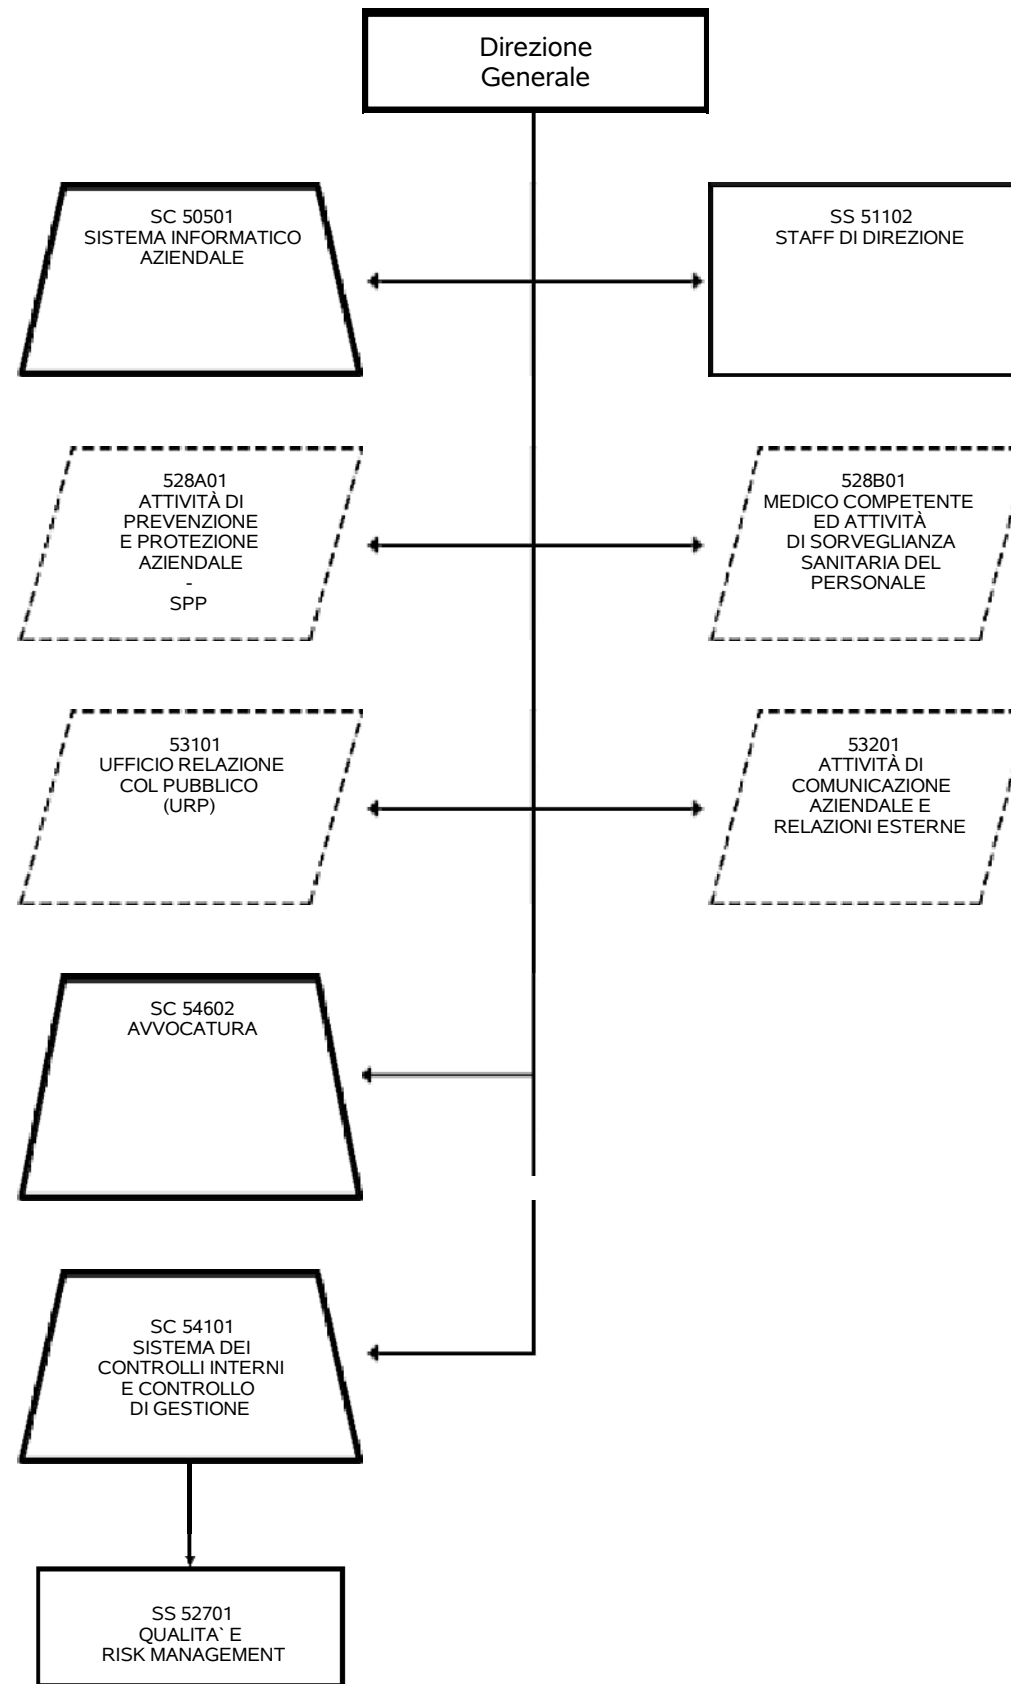 Direzione
Generale
SC 50501
SISTEMA INFORMATICO
AZIENDALE
SS 51102
STAFF DI DIREZIONE
528A01
ATTIVITÀ DI
PREVENZIONE
E PROTEZIONE
AZIENDALE
-
SPP
528B01
MEDICO COMPETENTE
ED ATTIVITÀ
DI SORVEGLIANZA
SANITARIA DEL
PERSONALE
53101
UFFICIO RELAZIONE
COL PUBBLICO
(URP)
53201
ATTIVITÀ DI
COMUNICAZIONE
AZIENDALE E
RELAZIONI ESTERNE
SC 54602
AVVOCATURA
SC 54101
SISTEMA DEI
CONTROLLI INTERNI
E CONTROLLO
DI GESTIONE
SS 52701
QUALITA` E
RISK MANAGEMENT